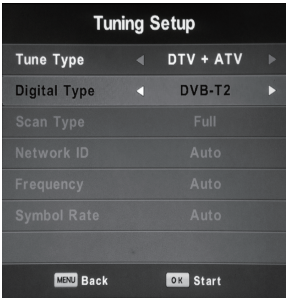 Tuning Setup
Tune Type DTV + ATV
Digital Type DVB-T2
Scan Type Full
Network ID Auto
Frequency Auto
Symbol Rate Auto
MENU Back OK Start